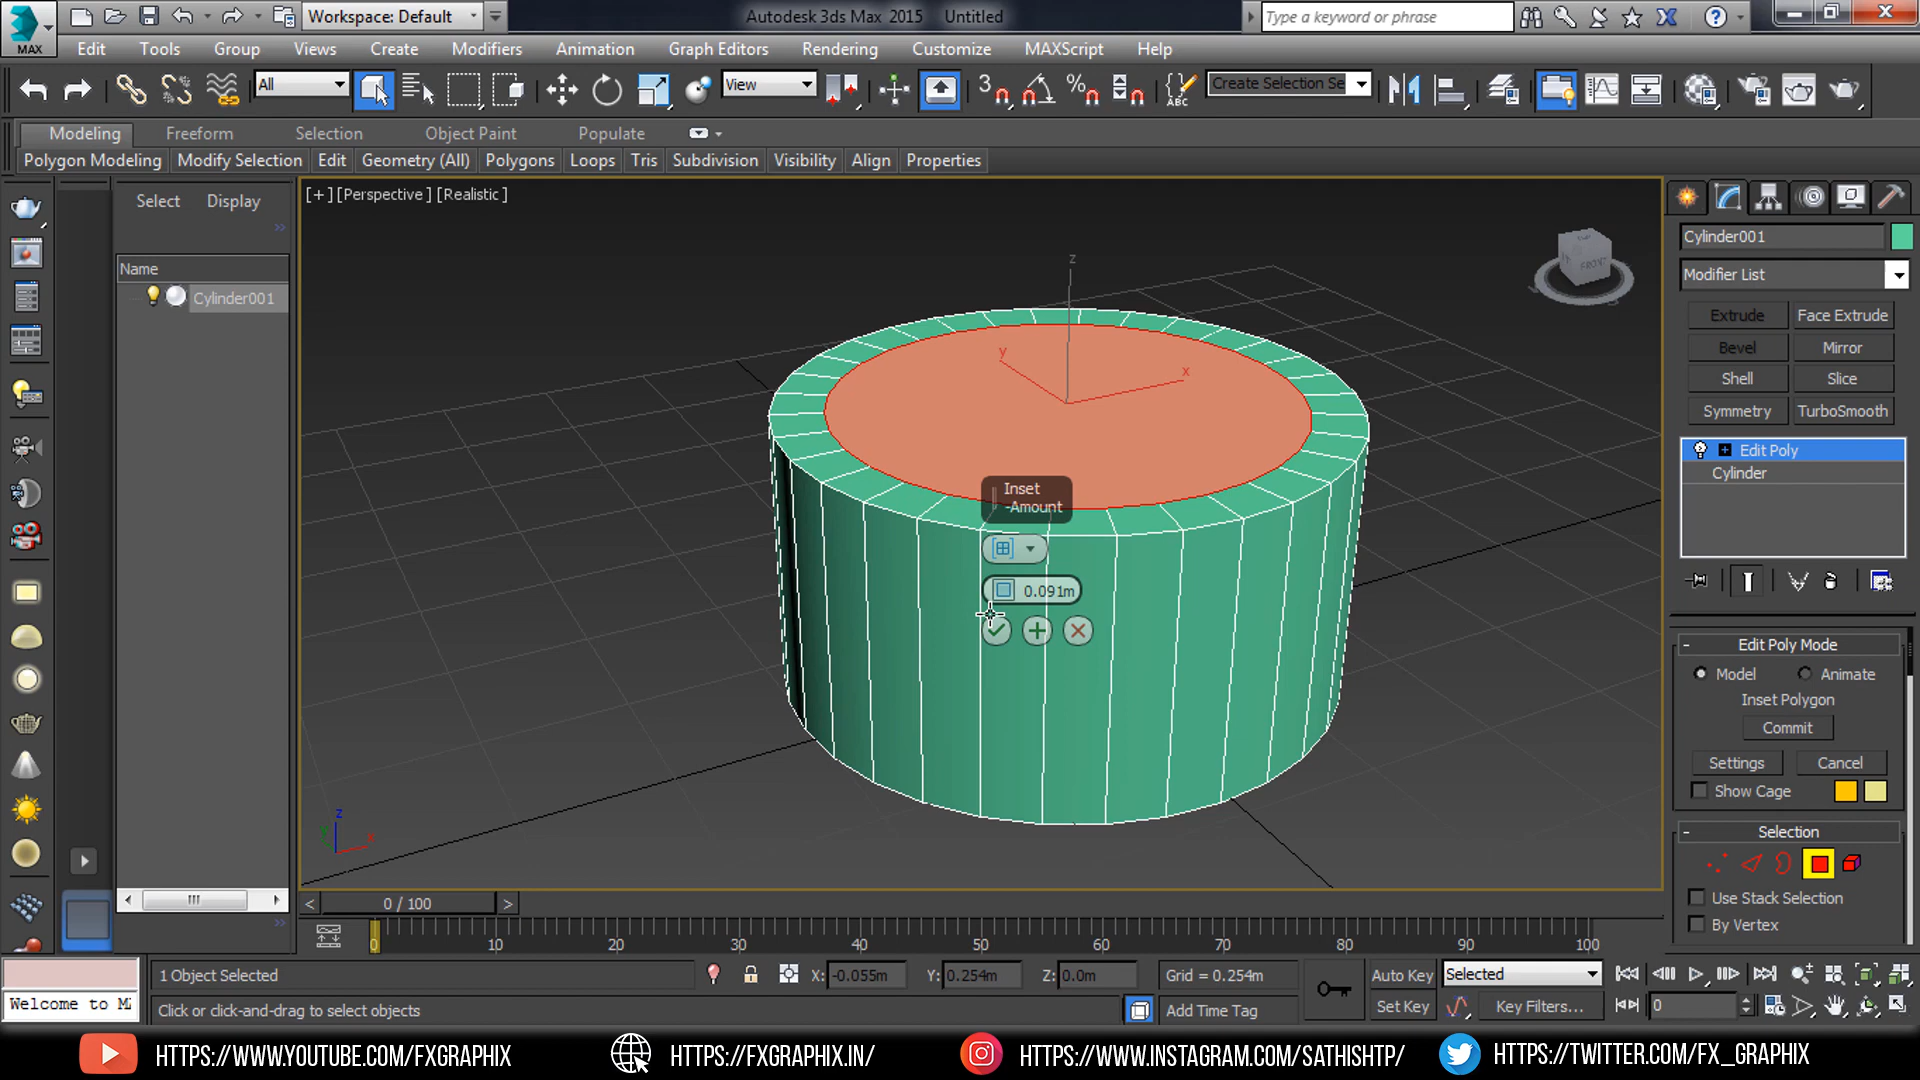 MAX
Workspace: Default
Autodesk 3ds Max 2015
Untitled
Type a keyword or phrase
Edit
Tools
Group
Views
Create
Modifiers
Animation
Graph Editors
Rendering
Customize
MAXScript
Help
All
View
3
%
ABC
Create Selection Se
Modeling
Freeform
Selection
Object Paint
Populate
Polygon Modeling
Modify Selection
Edit
Geometry (All)
Polygons
Loops
Tris
Subdivision
Visibility
Align
Properties
Select
Display
Name
Cylinder001
[+] [Perspective] [Realistic]
FRONT
z
y
x
Inset
-Amount
0.091m
z
x
Cylinder001
Modifier List
Extrude
Face Extrude
Bevel
Mirror
Shell
Slice
Symmetry
TurboSmooth
Edit Poly
Cylinder
Edit Poly Mode
Model
Animate
Inset Polygon
Commit
Settings
Cancel
Show Cage
Selection
Use Stack Selection
By Vertex
0 / 100
0
10
20
30
40
50
60
70
80
90
100
1 Object Selected
X: -0.055m
Y: 0.254m
Z: 0.0m
Grid = 0.254m
Auto Key
Selected
Welcome to M
Click or click-and-drag to select objects
Add Time Tag
Set Key
Key Filters...
0
HTTPS://WWW.YOUTUBE.COM/FXGRAPHIX
HTTPS://FXGRAPHIX.IN/
HTTPS://WWW.INSTAGRAM.COM/SATHISHTP/
HTTPS://TWITTER.COM/FX_GRAPHIX